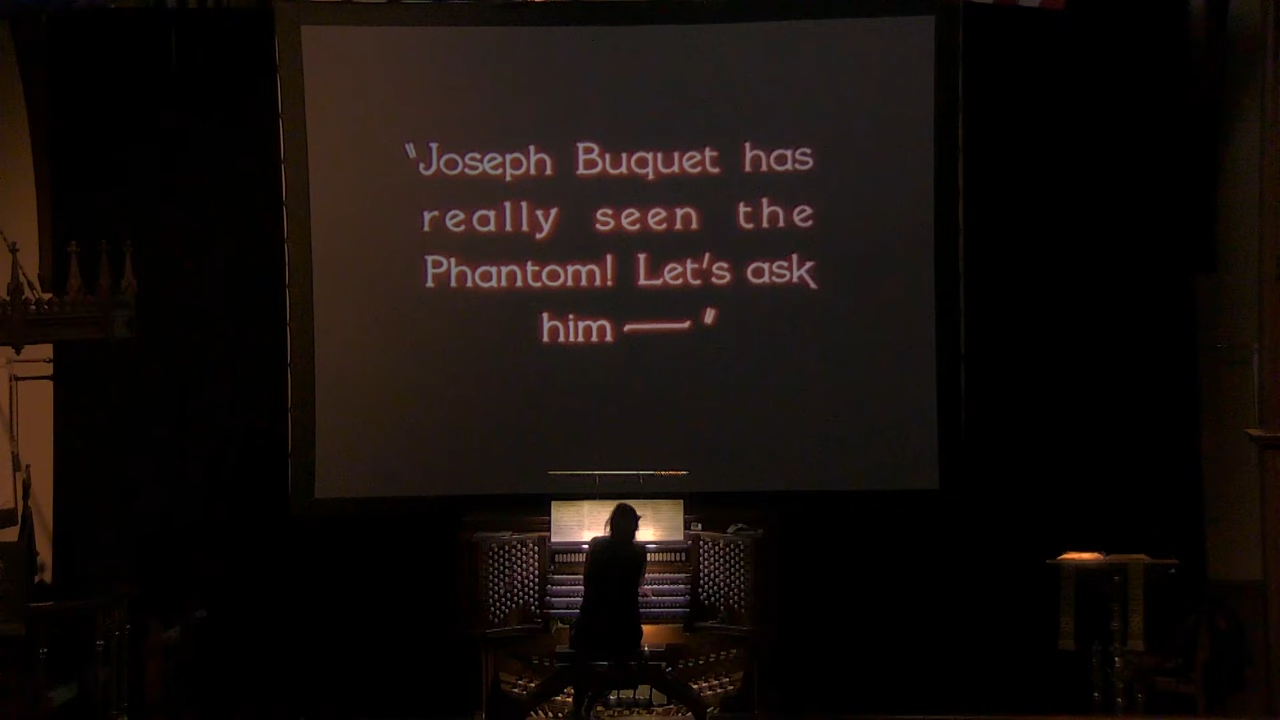 "Joseph Buquet has
really seen the
Phantom! Let's ask
him — "